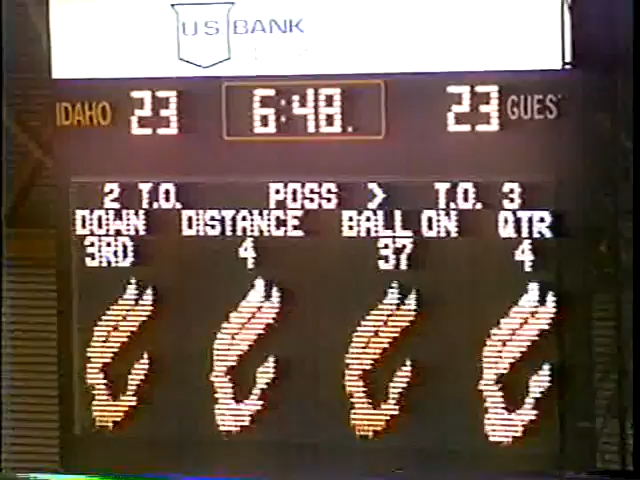 US BANK
IDAHO 23 6:48. 23 GUES
2 T.O. POSS > T.O. 3
DOWN DISTANCE BALL ON QTR
3RD 4 37 4